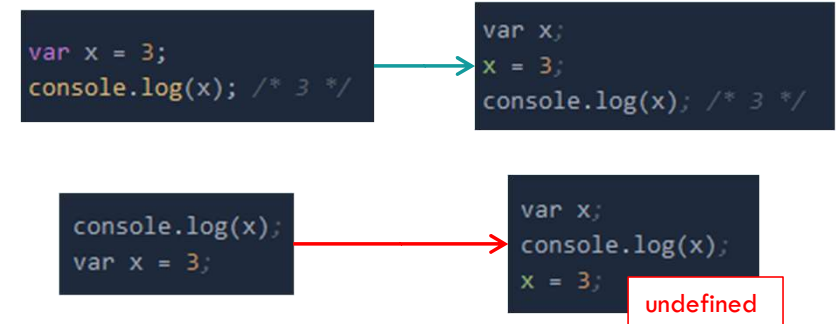 var x = 3;
console.log(x); /* 3 */
var x;
x = 3;
console.log(x); /* 3 */
console.log(x);
var x = 3;
var x;
console.log(x);
x = 3;
undefined